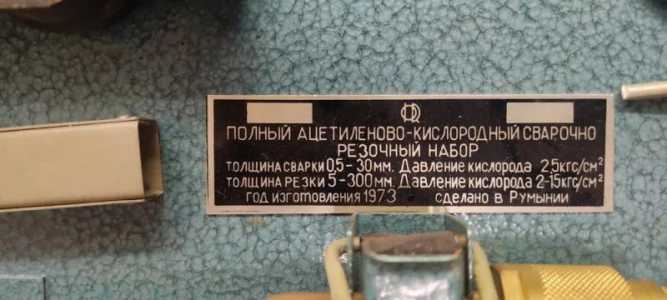 ПОЛНЫЙ АЦЕТИЛЕНОВО-КИСЛОРОДНЫЙ СВАРОЧНО
РЕЗОЧНЫЙ НАБОР
ТОЛЩИНА СВАРКИ 0,5-30ММ. Давление кислорода 2,5кгс/см²
ТОЛЩИНА РЕЗКИ 5-300ММ. Давление кислорода 2-15кгс/см²
год изготовления 1973 сделано в Румынии